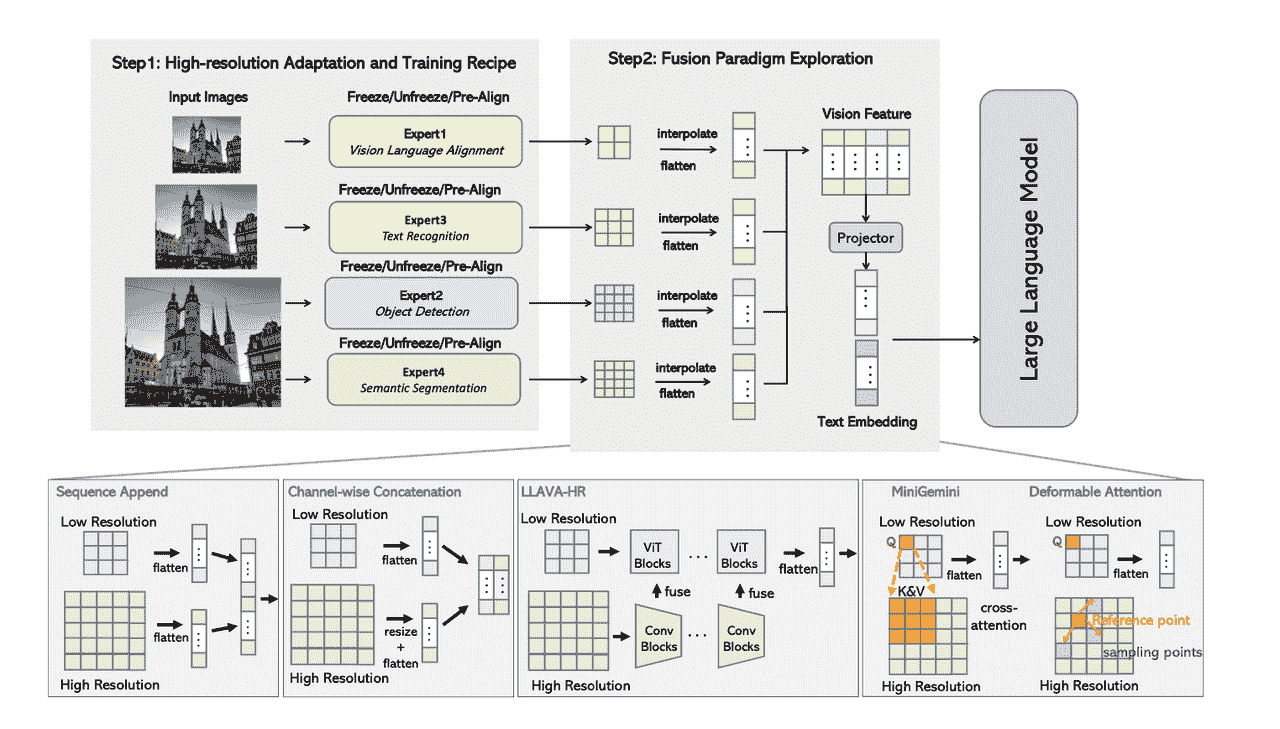 Step1: High-resolution Adaptation and Training Recipe
Input Images
Freeze/Unfreeze/Pre-Align
Expert1
Vision Language Alignment
Freeze/Unfreeze/Pre-Align
Expert3
Text Recognition
Freeze/Unfreeze/Pre-Align
Expert2
Object Detection
Freeze/Unfreeze/Pre-Align
Expert4
Semantic Segmentation
Step2: Fusion Paradigm Exploration
interpolate
flatten
interpolate
flatten
interpolate
flatten
interpolate
flatten
Vision Feature
Projector
Text Embedding
Large Language Model
Sequence Append
Low Resolution
flatten
flatten
High Resolution
Channel-wise Concatenation
Low Resolution
flatten
resize
+
flatten
High Resolution
LLAVA-HR
Low Resolution
ViT
Blocks
...
ViT
Blocks
flatten
fuse
fuse
Conv
Blocks
...
Conv
Blocks
High Resolution
MiniGemini
Low Resolution
Q
flatten
K&V
cross-
attention
High Resolution
Deformable Attention
Low Resolution
Q
flatten
Reference point
sampling points
High Resolution